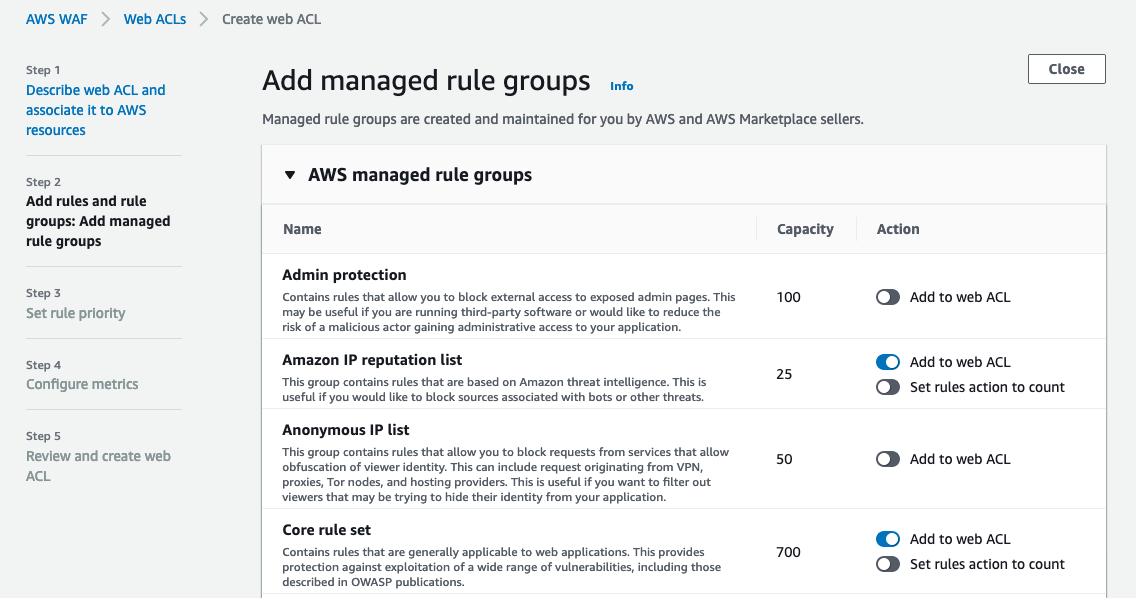 AWS WAF > Web ACLs > Create web ACL
Step 1
Describe web ACL and
associate it to AWS
resources
Step 2
Add rules and rule
groups: Add managed
rule groups
Step 3
Set rule priority
Step 4
Configure metrics
Step 5
Review and create web
ACL
Add managed rule groups Info
Close
Managed rule groups are created and maintained for you by AWS and AWS Marketplace sellers.
AWS managed rule groups
Name Capacity Action
Admin protection
Contains rules that allow you to block external access to exposed admin pages. This
may be useful if you are running third-party software or would like to reduce the
risk of a malicious actor gaining administrative access to your application.
100
Add to web ACL
Amazon IP reputation list
This group contains rules that are based on Amazon threat intelligence. This is
useful if you would like to block sources associated with bots or other threats.
25
Add to web ACL
Set rules action to count
Anonymous IP list
This group contains rules that allow you to block requests from services that allow
obfuscation of viewer identity. This can include request originating from VPN,
proxies, Tor nodes, and hosting providers. This is useful if you want to filter out
viewers that may be trying to hide their identity from your application.
50
Add to web ACL
Core rule set
Contains rules that are generally applicable to web applications. This provides
protection against exploitation of a wide range of vulnerabilities, including those
described in OWASP publications.
700
Add to web ACL
Set rules action to count